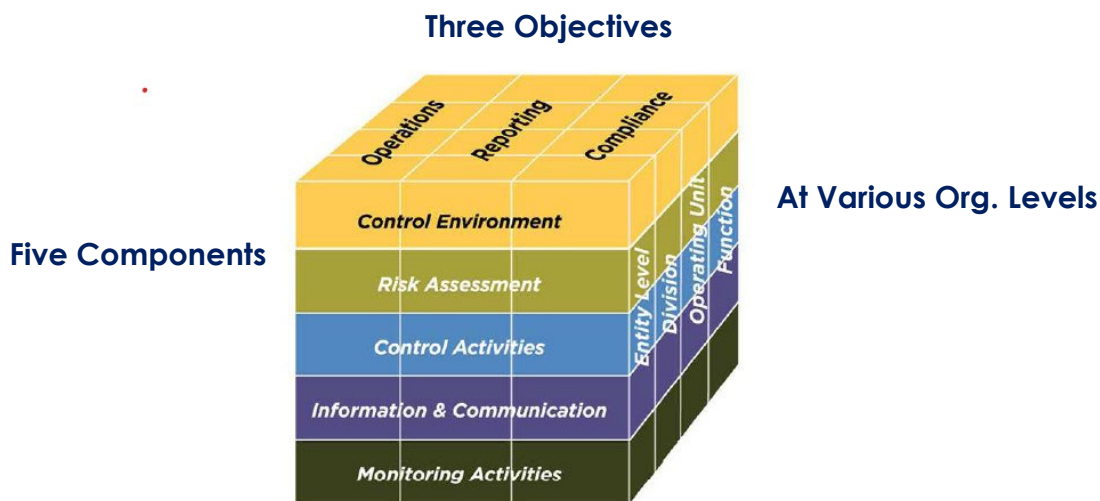 Three Objectives
Operations
Reporting
Compliance
At Various Org. Levels
Five Components
Control Environment
Risk Assessment
Control Activities
Information & Communication
Monitoring Activities
Entity Level
Division
Operating Unit
Function